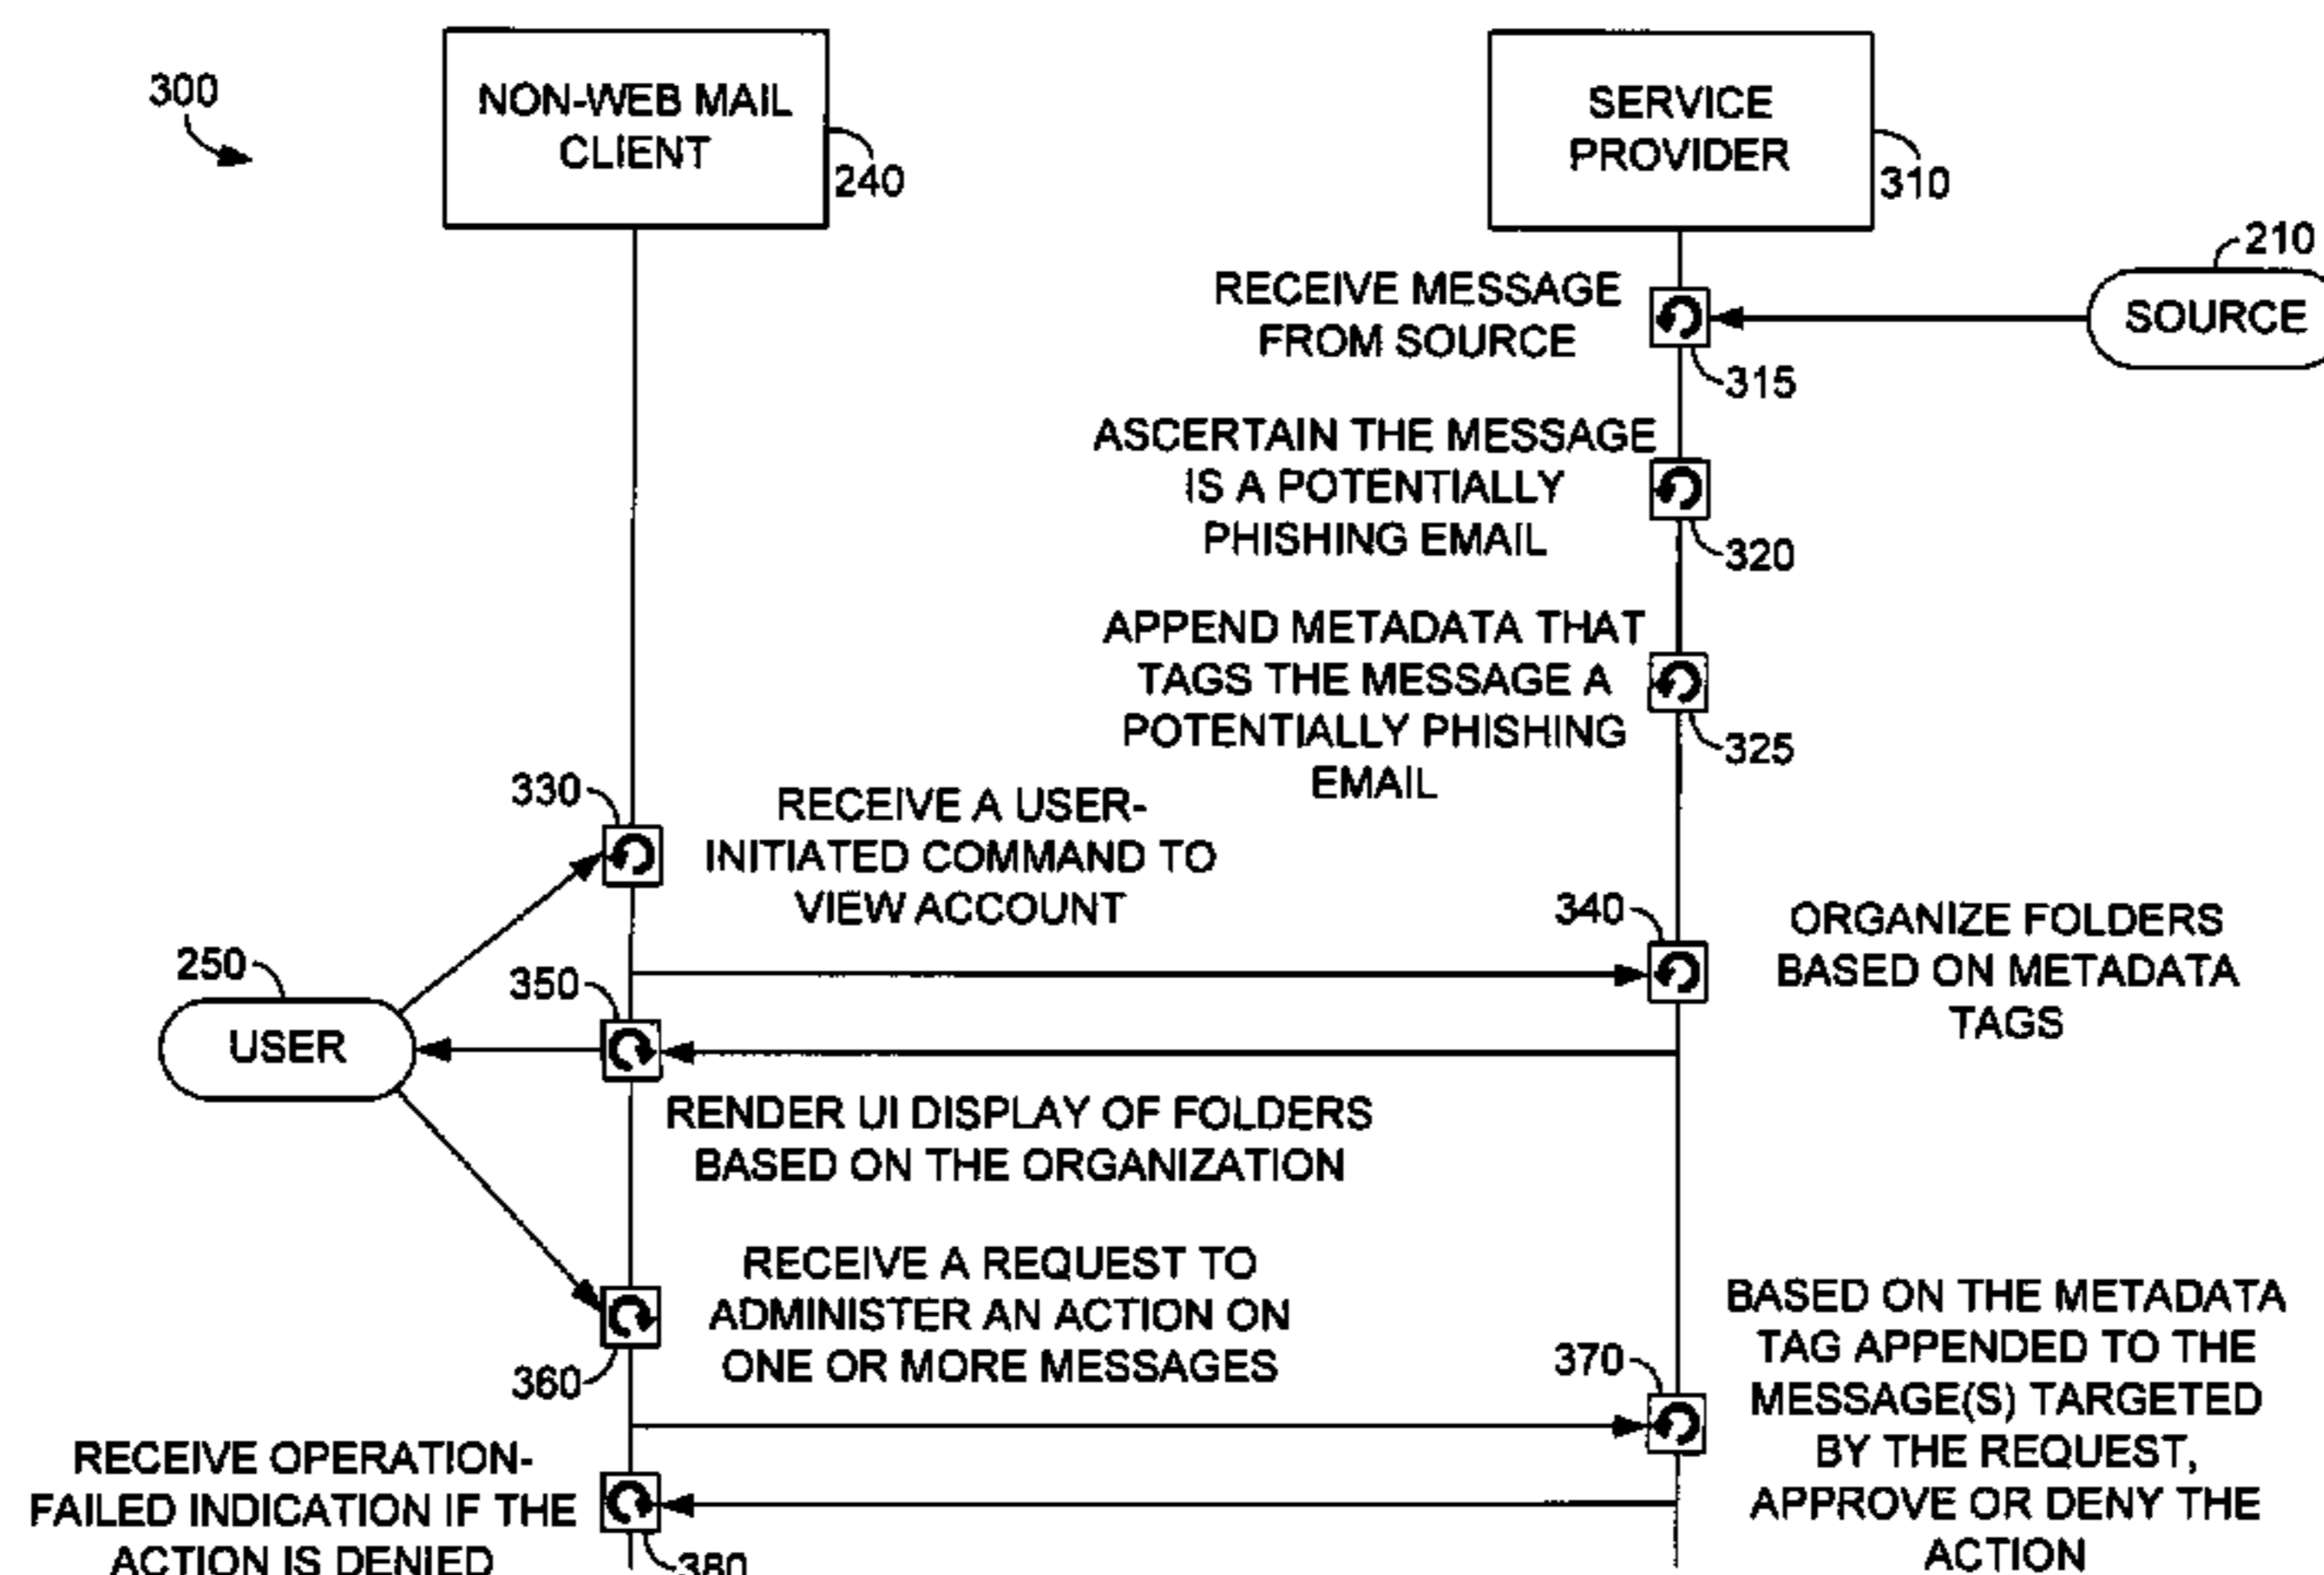 300
NON-WEB MAIL
CLIENT
240
SERVICE
PROVIDER
310
210
SOURCE
RECEIVE MESSAGE
FROM SOURCE
315
ASCERTAIN THE MESSAGE
IS A POTENTIALLY
PHISHING EMAIL
320
APPEND METADATA THAT
TAGS THE MESSAGE A
POTENTIALLY PHISHING
EMAIL
325
330
RECEIVE A USER-
INITIATED COMMAND TO
VIEW ACCOUNT
340
ORGANIZE FOLDERS
BASED ON METADATA
TAGS
250
USER
350
RENDER UI DISPLAY OF FOLDERS
BASED ON THE ORGANIZATION
RECEIVE A REQUEST TO
ADMINISTER AN ACTION ON
ONE OR MORE MESSAGES
360
370
BASED ON THE METADATA
TAG APPENDED TO THE
MESSAGE(S) TARGETED
BY THE REQUEST,
APPROVE OR DENY THE
ACTION
RECEIVE OPERATION-
FAILED INDICATION IF THE
ACTION IS DENIED
380